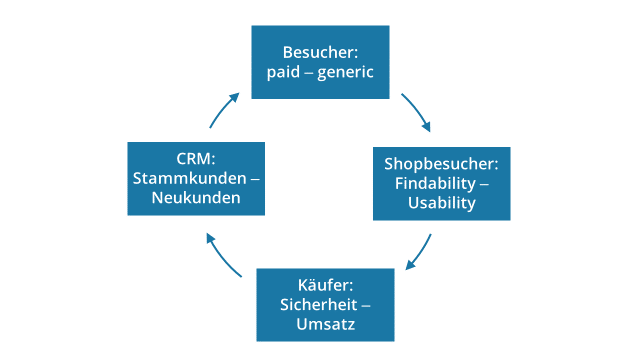 Besucher:
paid – generic
Shopbesucher:
Findability –
Usability
Käufer:
Sicherheit –
Umsatz
CRM:
Stammkunden –
Neukunden